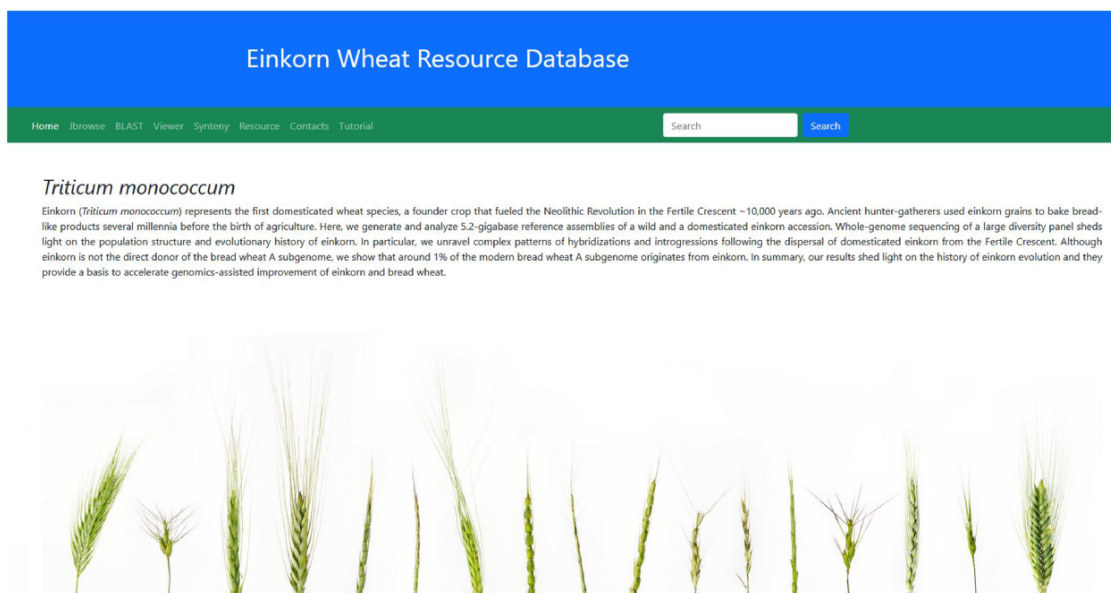 Einkorn Wheat Resource Database
Home Jbrowse BLAST Viewer Synteny Resource Contacts Tutorial Search Search
Triticum monococcum
Einkorn (Triticum monococcum) represents the first domesticated wheat species, a founder crop that fueled the Neolithic Revolution in the Fertile Crescent ~10,000 years ago. Ancient hunter-gatherers used einkorn grains to bake bread-
like products several millennia before the birth of agriculture. Here, we generate and analyze 5.2-gigabase reference assemblies of a wild and a domesticated einkorn accession. Whole-genome sequencing of a large diversity panel sheds
light on the population structure and evolutionary history of einkorn. In particular, we unravel complex patterns of hybridizations and introgressions following the dispersal of domesticated einkorn from the Fertile Crescent. Although
einkorn is not the direct donor of the bread wheat A subgenome, we show that around 1% of the modern bread wheat A subgenome originates from einkorn. In summary, our results shed light on the history of einkorn evolution and they
provide a basis to accelerate genomics-assisted improvement of einkorn and bread wheat.